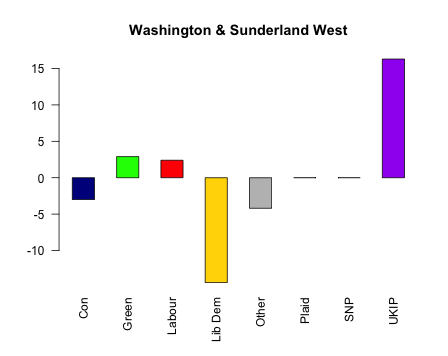 Washington & Sunderland West
15
10
5
0
-5
-10
Con
Green
Labour
Lib Dem
Other
Plaid
SNP
UKIP